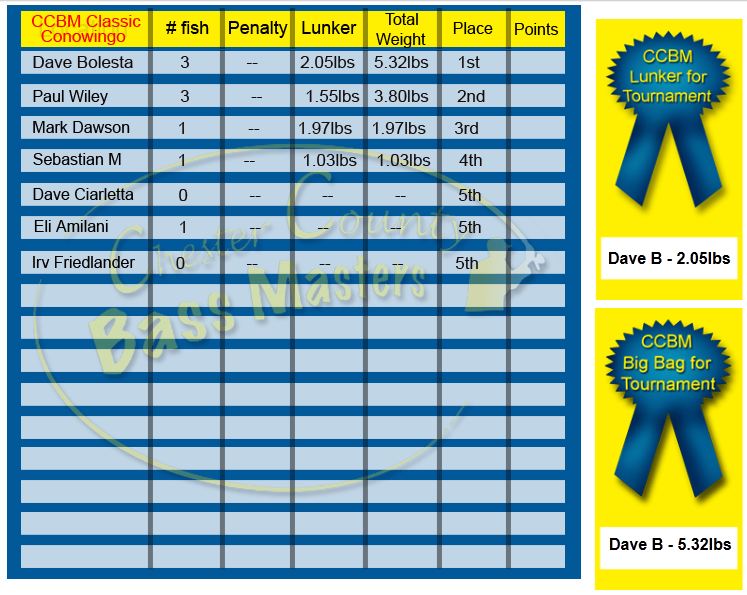 CCBM Classic
Conowingo # fish Penalty Lunker Total Weight Place Points
Dave Bolesta 3 -- 2.05lbs 5.32lbs 1st
Paul Wiley 3 -- 1.55lbs 3.80lbs 2nd
Mark Dawson 1 -- 1.97lbs 1.97lbs 3rd
Sebastian M 1 -- 1.03lbs 1.03lbs 4th
Dave Ciarletta 0 -- -- -- 5th
Eli Amilani 1 -- -- -- 5th
Irv Friedlander 0 -- -- -- 5th
Chester County
Bass Masters
CCBM
Lunker for
Tournament
Dave B - 2.05lbs
CCBM
Big Bag for
Tournament
Dave B - 5.32lbs